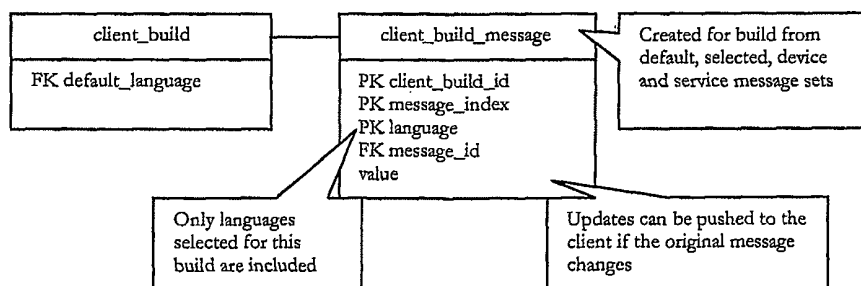 client_build
FK default_language
client_build_message
PK client_build_id
PK message_index
PK language
FK message_id
value
Created for build from
default, selected, device
and service message sets
Only languages
selected for this
build are included
Updates can be pushed to the
client if the original message
changes